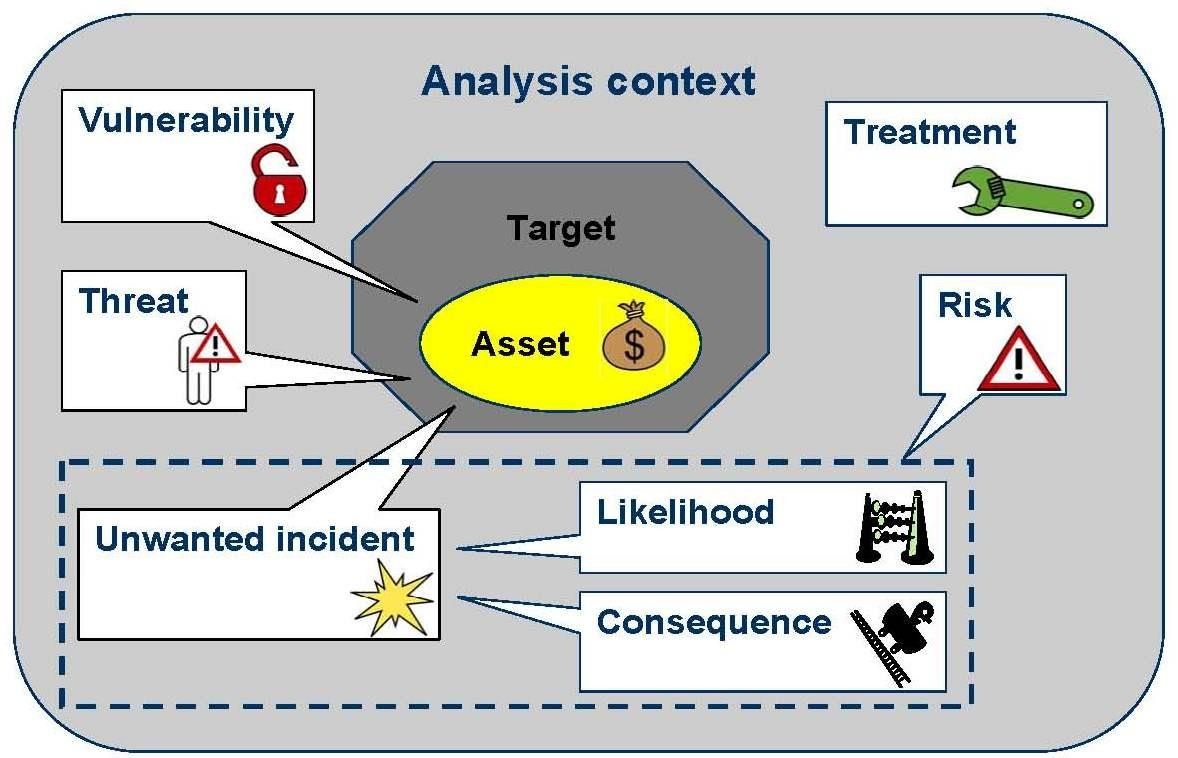 Analysis context
Vulnerability
Treatment
Target
Threat
Risk
Asset
$
Likelihood
Unwanted incident
Consequence